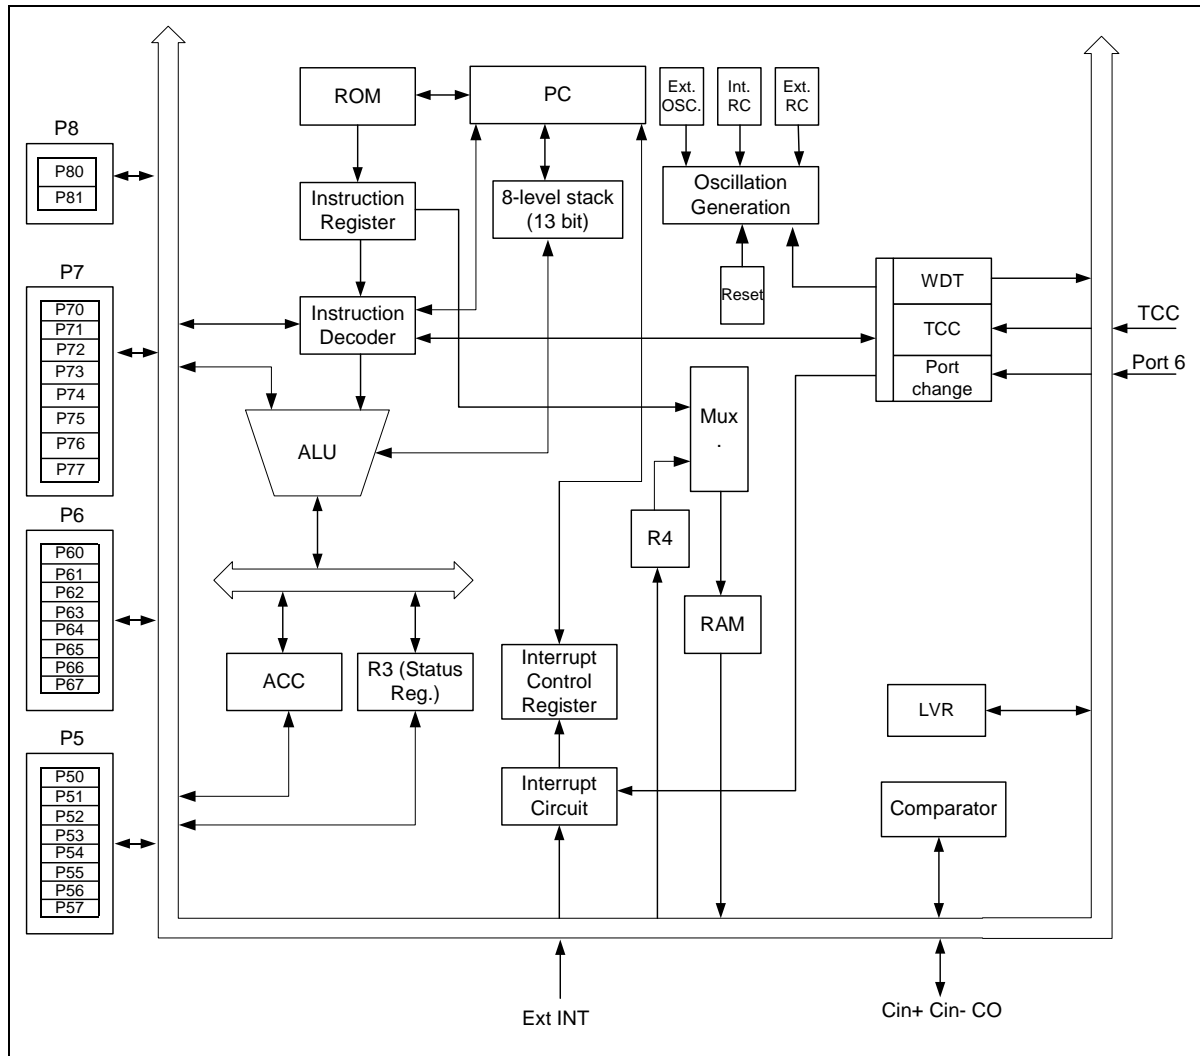 P8
P80
P81
P7
P70
P71
P72
P73
P74
P75
P76
P77
P6
P60
P61
P62
P63
P64
P65
P66
P67
P5
P50
P51
P52
P53
P54
P55
P56
P57
ROM
PC
Ext.
OSC.
Int.
RC
Ext.
RC
Instruction
Register
8-level stack
(13 bit)
Oscillation
Generation
Reset
Instruction
Decoder
WDT
TCC
Port
change
TCC
Port 6
ALU
Mux
.
R4
RAM
ACC
R3 (Status
Reg.)
Interrupt
Control
Register
Interrupt
Circuit
LVR
Comparator
Ext INT
Cin+ Cin- CO